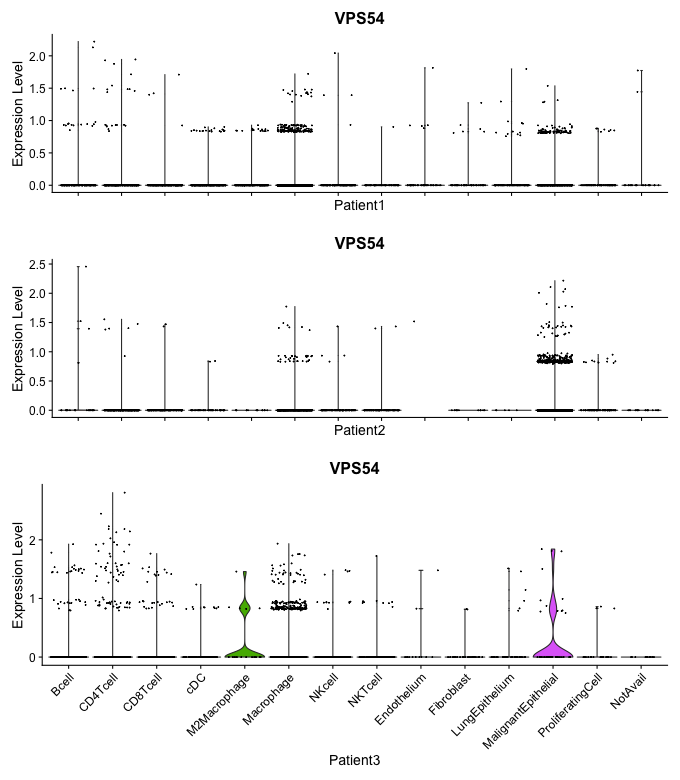 VPS54
Expression Level
2.0
1.5
1.0
0.5
0.0
Patient1
VPS54
Expression Level
2.5
2.0
1.5
1.0
0.5
0.0
Patient2
VPS54
Expression Level
2
1
0
Bcell
CD4Tcell
CD8Tcell
cDC
M2Macrophage
Macrophage
NKcell
NKTcell
Endothelium
Fibroblast
LungEpithelium
MalignantEpithelial
ProliferatingCell
NotAvail
Patient3